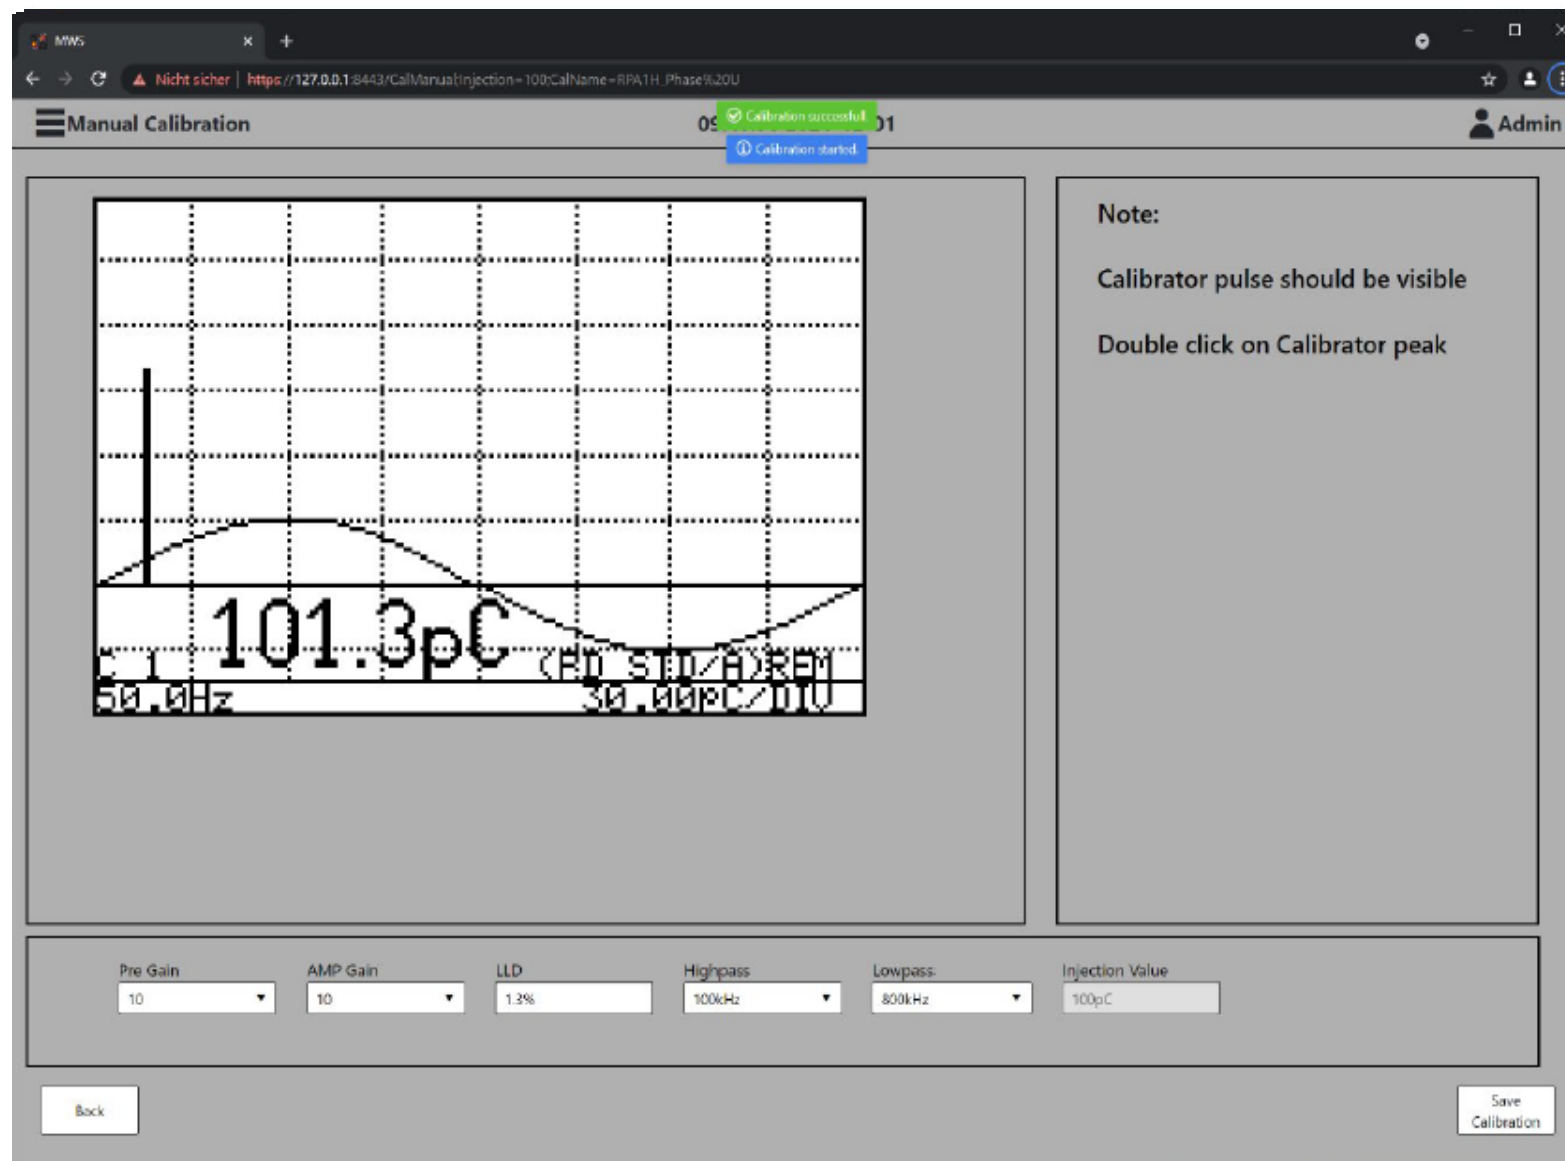 MWS
Nicht sicher | https://127.0.0.1:8443/CalManual;Injection=100;CalName=RPA1H_Phase%20U
Manual Calibration
Calibration successfull.
01
Admin
Calibration started.
Note:
Calibrator pulse should be visible
Double click on Calibrator peak
101.3pC
C 1
(PD STD/A)REM
50.0Hz
30.00pC/DIV
Pre Gain
AMP Gain
LLD
Highpass
Lowpass
Injection Value
10
10
1.3%
100kHz
800kHz
100pC
Back
Save
Calibration